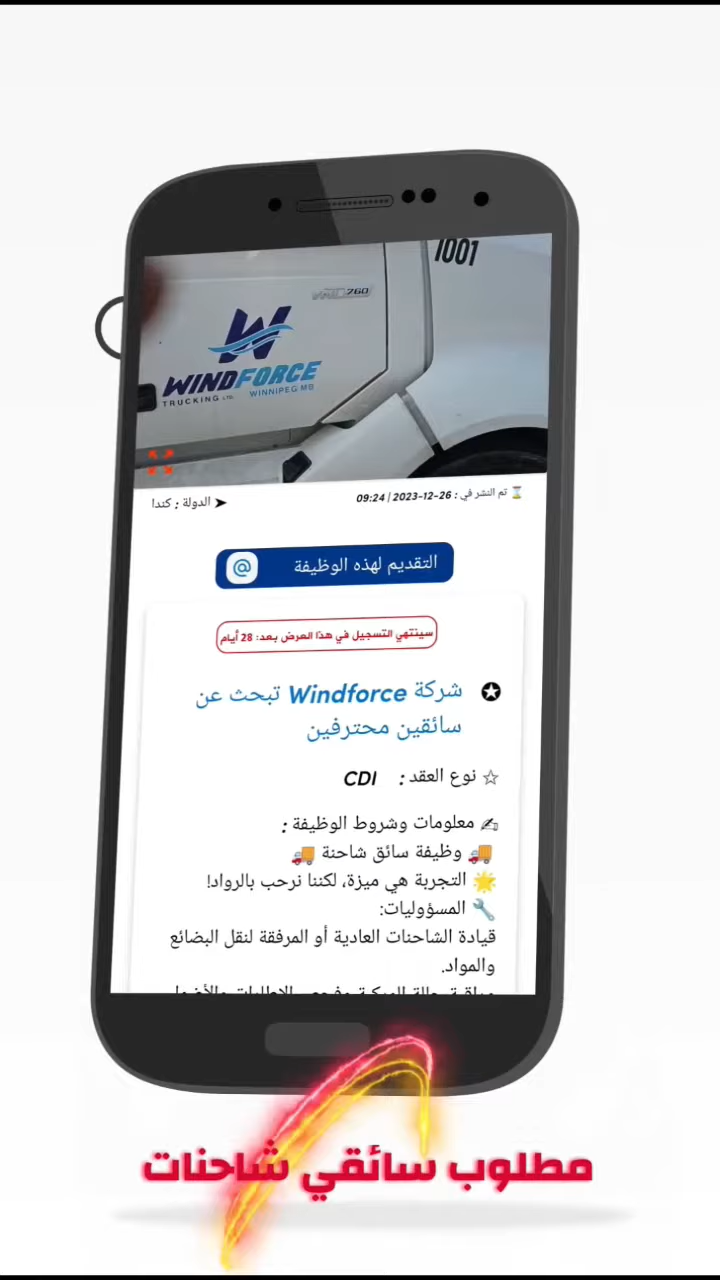 1001
VND 760
W
WINDFORCE
TRUCKING LTD. WINNIPEG MB
تم النشر في : 26-12-2023 | 09:24
الدولة : كندا
التقديم لهذه الوظيفة @
سينتهي التسجيل في هذا العرض بعد: 28 أيام
شركة Windforce تبحث عن
سائقين محترفين
نوع العقد : CDI
معلومات وشروط الوظيفة :
وظيفة سائق شاحنة
التجربة هي ميزة، لكننا نرحب بالرواد!
المسؤوليات:
قيادة الشاحنات العادية أو المرفقة لنقل البضائع
والمواد.
مطلوب سائقي شاحنات